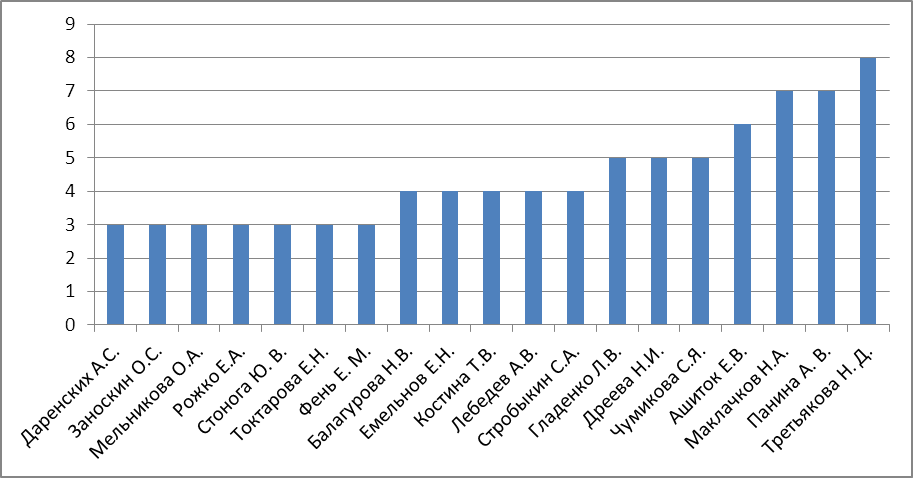 9
8
7
6
5
4
3
2
1
0
Даренских А.С.
Заноскин О.С.
Мельникова О.А.
Рожко Е.А.
Стонога Ю. В.
Токтарова Е.Н.
Фень Е. М.
Балагурова Н.В.
Емельнов Е.Н.
Костина Т.В.
Лебедев А.В.
Стробыкин С.А.
Гладенко Л.В.
Дреева Н.И.
Чумикова С.Я.
Ашиток Е.В.
Маклачков Н.А.
Панина А. В.
Третьякова Н. Д.